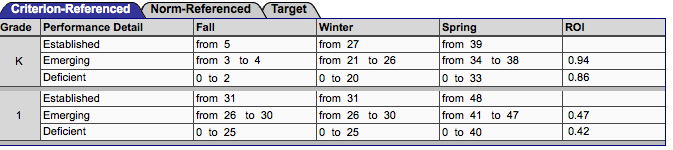 Criterion-Referenced Norm-Referenced Target
Grade Performance Detail Fall Winter Spring ROI
Established from 5 from 27 from 39
K Emerging from 3 to 4 from 21 to 26 from 34 to 38 0.94
Deficient 0 to 2 0 to 20 0 to 33 0.86
Established from 31 from 31 from 48
1 Emerging from 26 to 30 from 26 to 30 from 41 to 47 0.47
Deficient 0 to 25 0 to 25 0 to 40 0.42